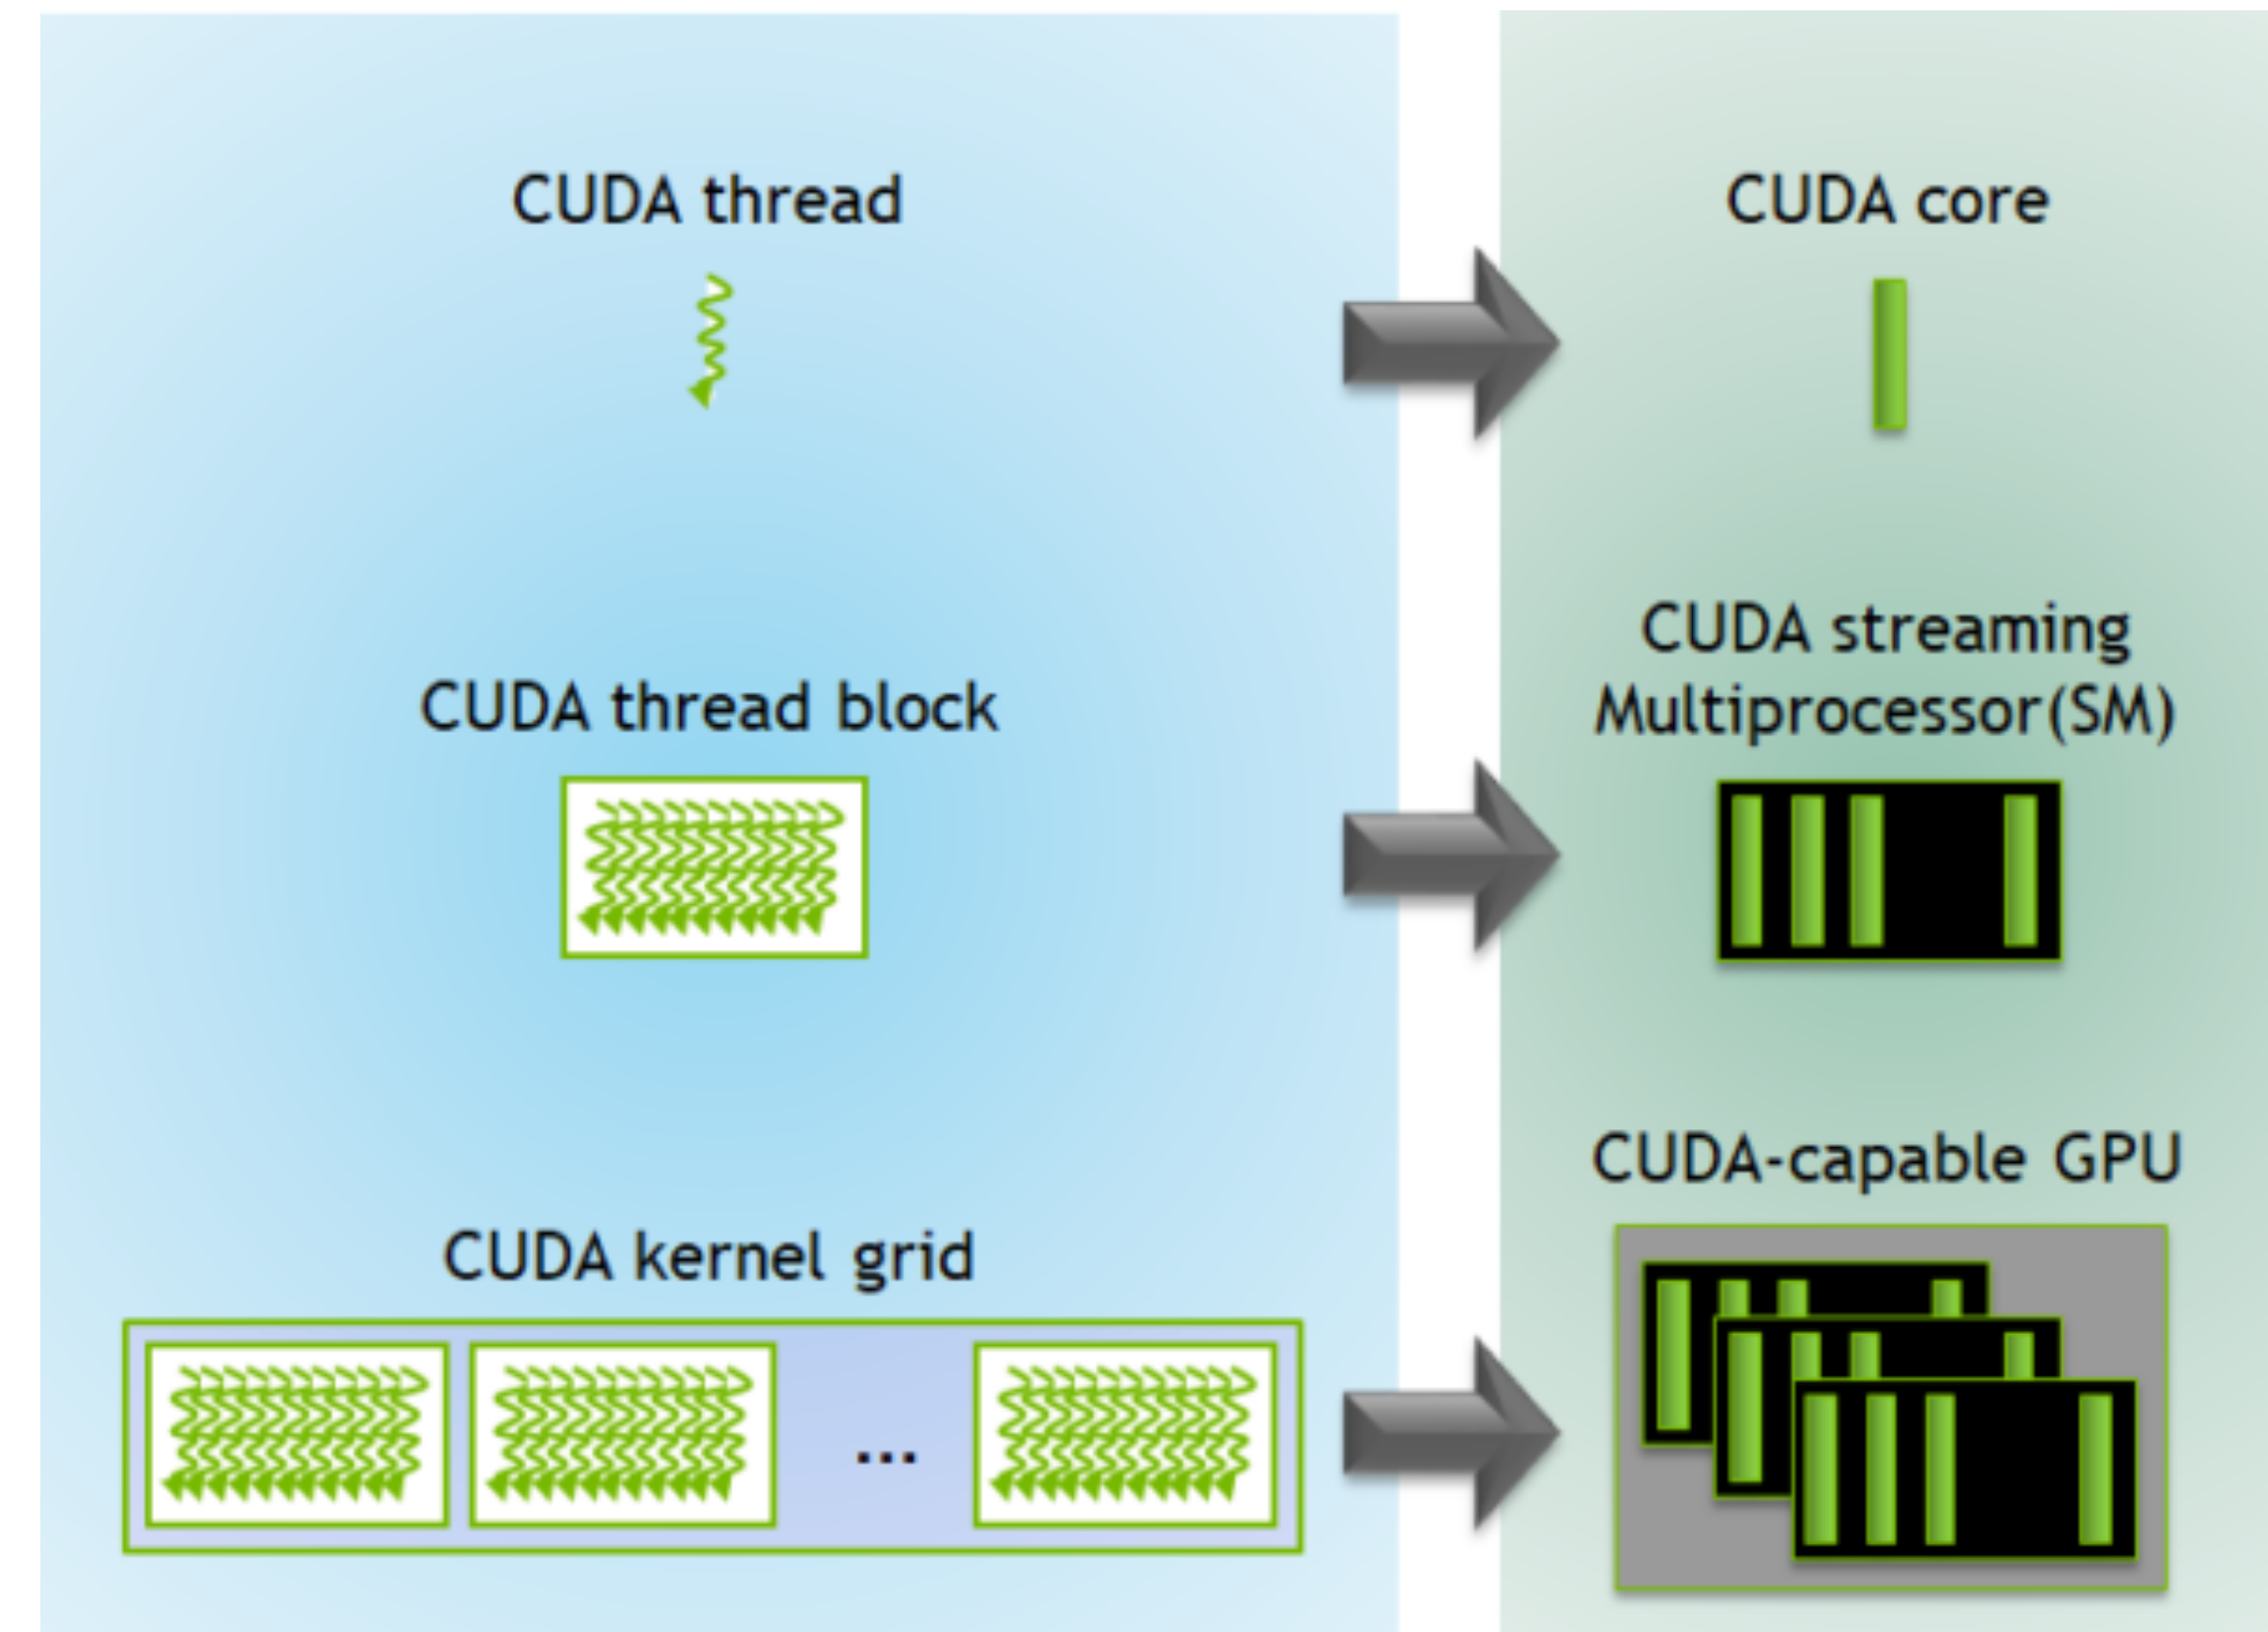 CUDA thread
CUDA core
CUDA thread block
CUDA streaming
Multiprocessor(SM)
CUDA kernel grid
...
CUDA-capable GPU